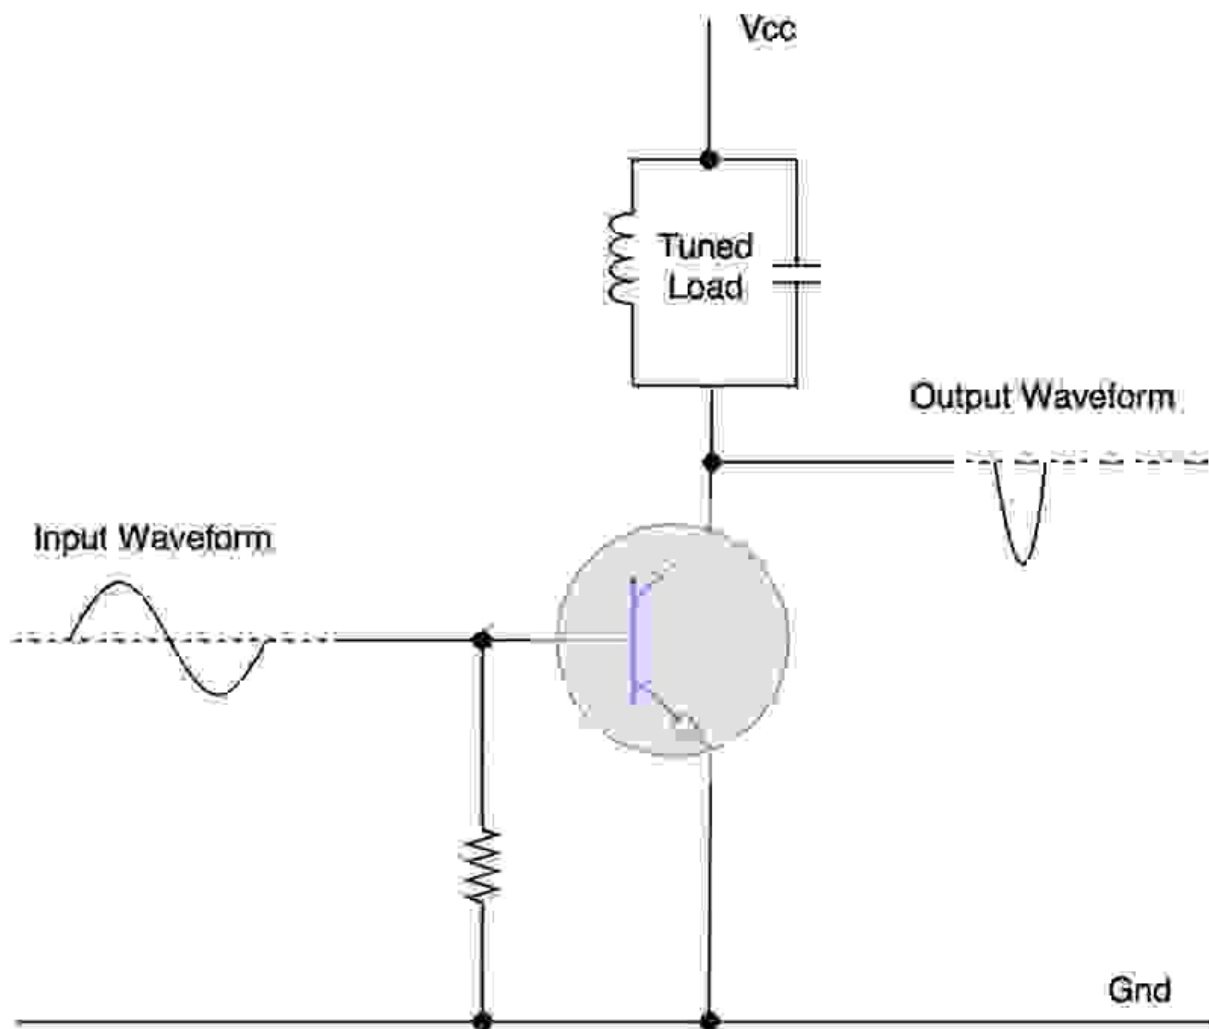 Vcc
Tuned
Load
Output Waveform
Input Waveform
Gnd